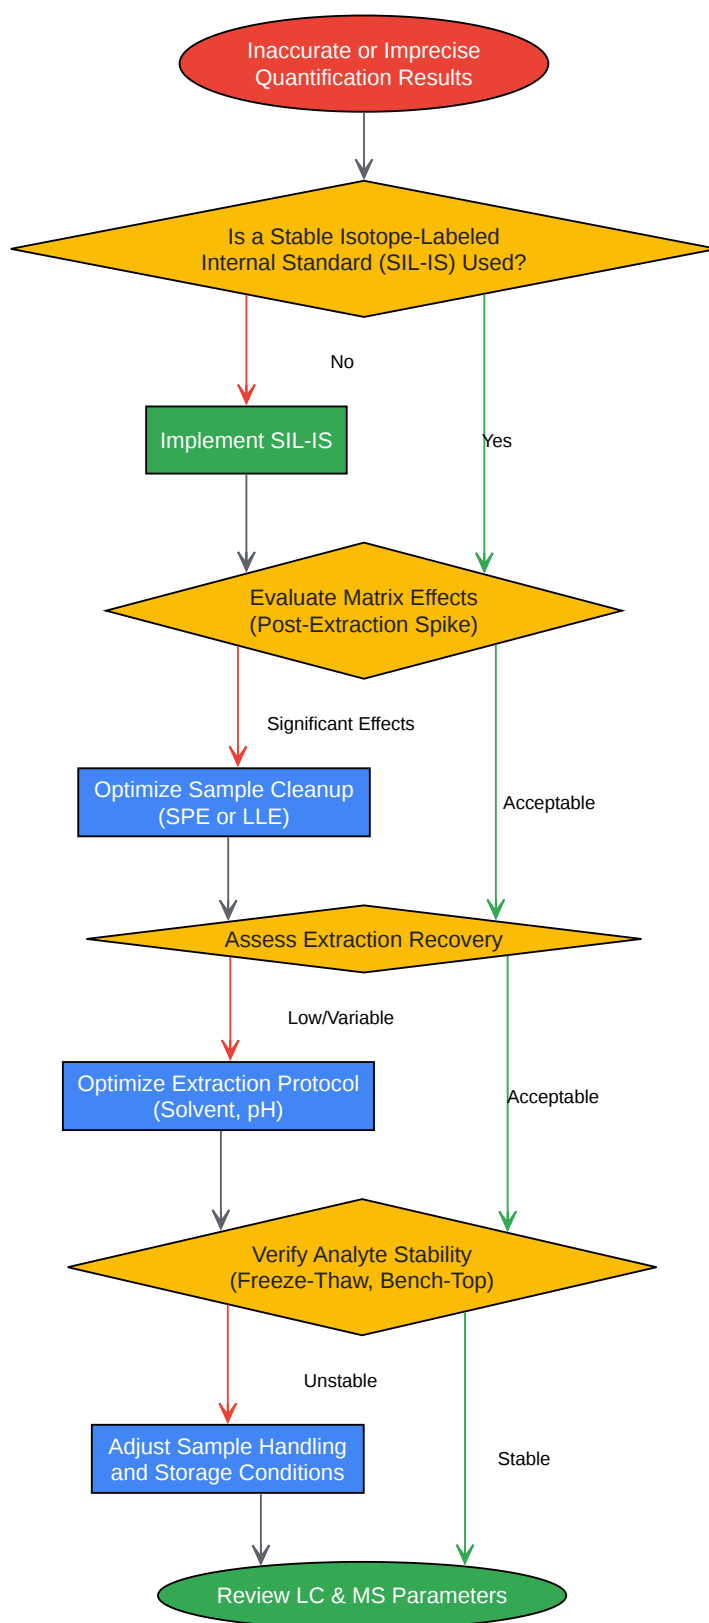 Inaccurate or Imprecise
Quantification Results
Is a Stable Isotope-Labeled
Internal Standard (SIL-IS) Used?
No
Implement SIL-IS
Yes
Evaluate Matrix Effects
(Post-Extraction Spike)
Significant Effects
Optimize Sample Cleanup
(SPE or LLE)
Acceptable
Assess Extraction Recovery
Low/Variable
Optimize Extraction Protocol
(Solvent, pH)
Acceptable
Verify Analyte Stability
(Freeze-Thaw, Bench-Top)
Unstable
Adjust Sample Handling
and Storage Conditions
Stable
Review LC & MS Parameters